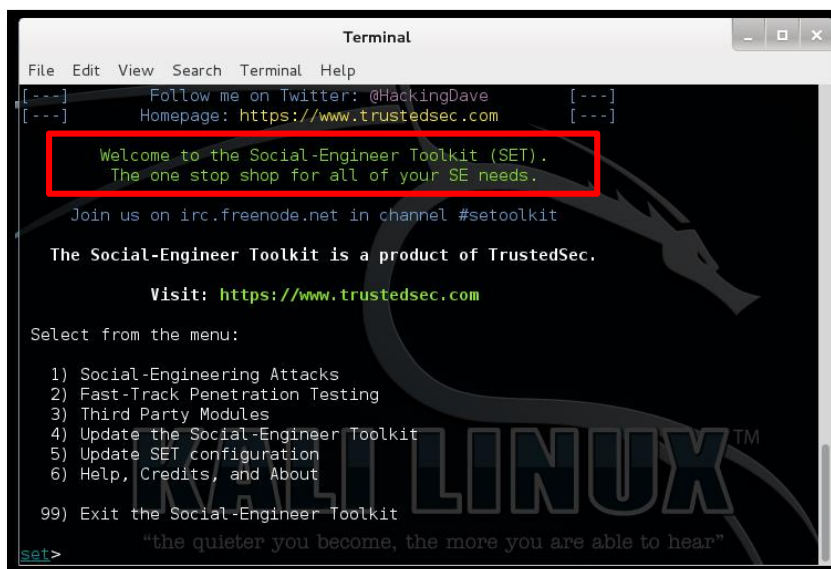 Terminal
File Edit View Search Terminal Help
[---] Follow me on Twitter: @HackingDave [---]
[---] Homepage: https://www.trustedsec.com [---]
Welcome to the Social-Engineer Toolkit (SET).
The one stop shop for all of your SE needs.
Join us on irc.freenode.net in channel #setoolkit
The Social-Engineer Toolkit is a product of TrustedSec.
Visit: https://www.trustedsec.com
Select from the menu:
1) Social-Engineering Attacks
2) Fast-Track Penetration Testing
3) Third Party Modules
4) Update the Social-Engineer Toolkit
5) Update SET configuration
6) Help, Credits, and About
99) Exit the Social-Engineer Toolkit
KALI LINUX™
"the quieter you become, the more you are able to hear"
set>